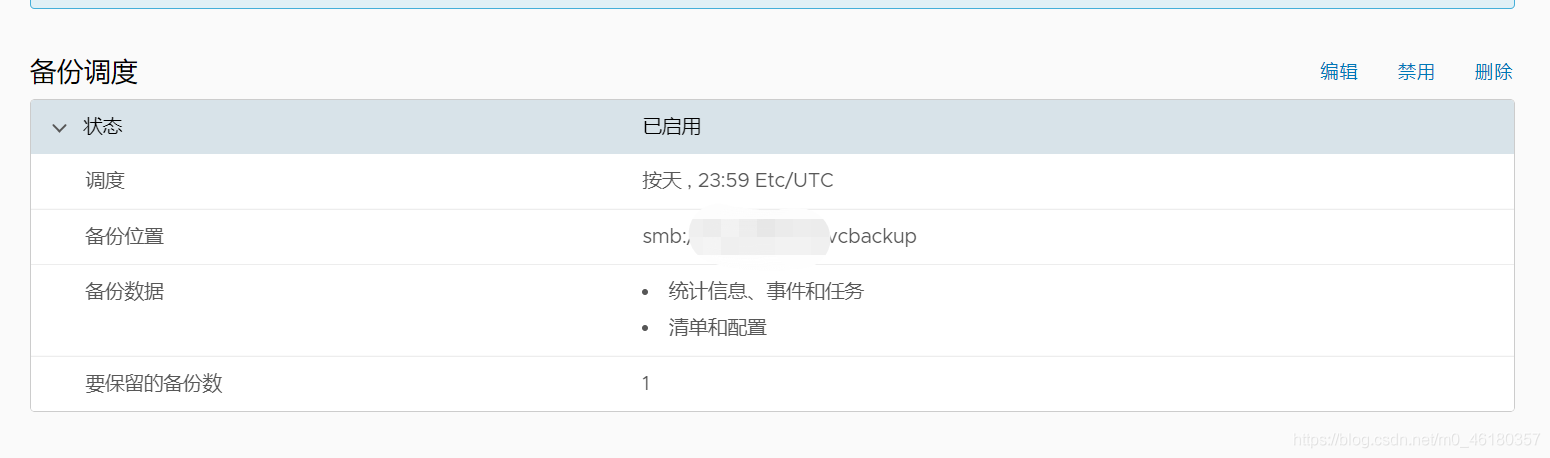 备份调度 编辑 禁用 删除
状态 已启用
调度 按天 , 23:59 Etc/UTC
备份位置 smb:/ vcbackup
备份数据 • 统计信息、事件和任务
• 清单和配置
要保留的备份数 1
https://blog.csdn.net/m0_46180357